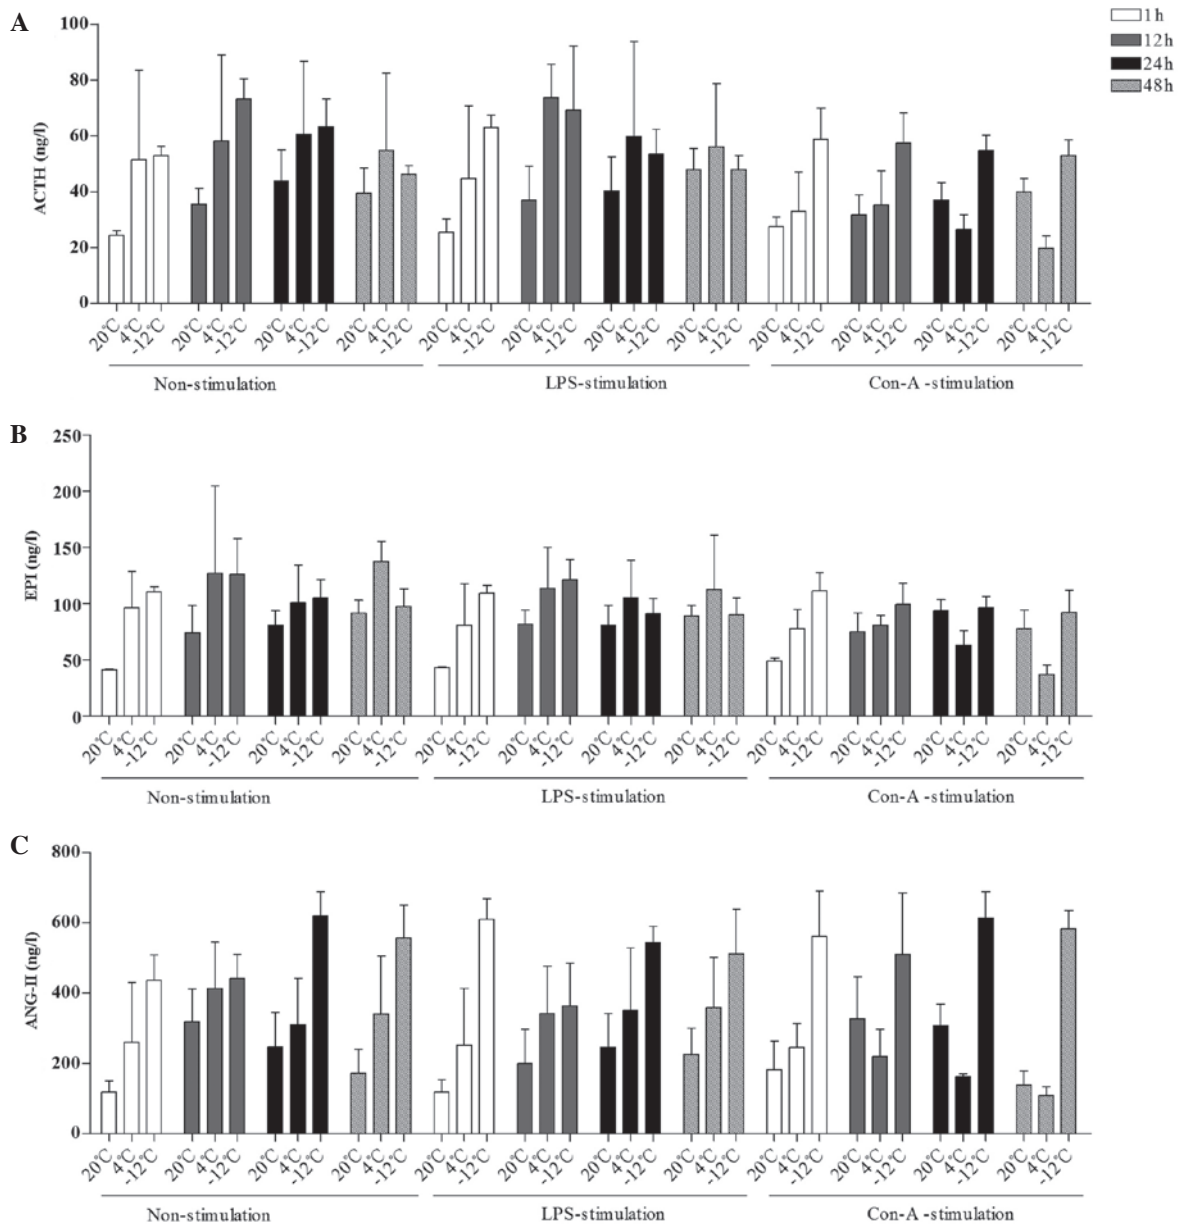 A
100
80
60
40
20
0
ACTH (ng/l)
1h
12h
24h
48h
20°C 4°C -12°C 20°C 4°C -12°C 20°C 4°C -12°C 20°C 4°C -12°C 20°C 4°C -12°C 20°C 4°C -12°C 20°C 4°C -12°C 20°C 4°C -12°C 20°C 4°C -12°C 20°C 4°C -12°C 20°C 4°C -12°C 20°C 4°C -12°C
Non-stimulation LPS-stimulation Con-A -stimulation
B
250
200
150
100
50
0
EPI (ng/l)
20°C 4°C -12°C 20°C 4°C -12°C 20°C 4°C -12°C 20°C 4°C -12°C 20°C 4°C -12°C 20°C 4°C -12°C 20°C 4°C -12°C 20°C 4°C -12°C 20°C 4°C -12°C 20°C 4°C -12°C 20°C 4°C -12°C 20°C 4°C -12°C
Non-stimulation LPS-stimulation Con-A -stimulation
C
800
600
400
200
0
ANG-II (ng/l)
20°C 4°C -12°C 20°C 4°C -12°C 20°C 4°C -12°C 20°C 4°C -12°C 20°C 4°C -12°C 20°C 4°C -12°C 20°C 4°C -12°C 20°C 4°C -12°C 20°C 4°C -12°C 20°C 4°C -12°C 20°C 4°C -12°C 20°C 4°C -12°C
Non-stimulation LPS-stimulation Con-A -stimulation